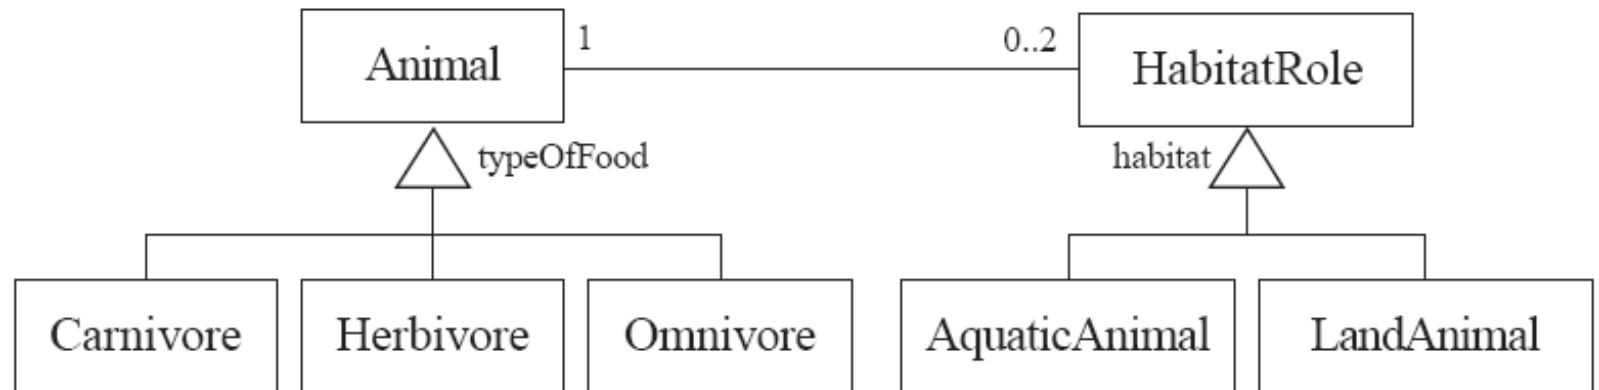 Animal
1
0..2
HabitatRole
typeOfFood
habitat
Carnivore
Herbivore
Omnivore
AquaticAnimal
LandAnimal